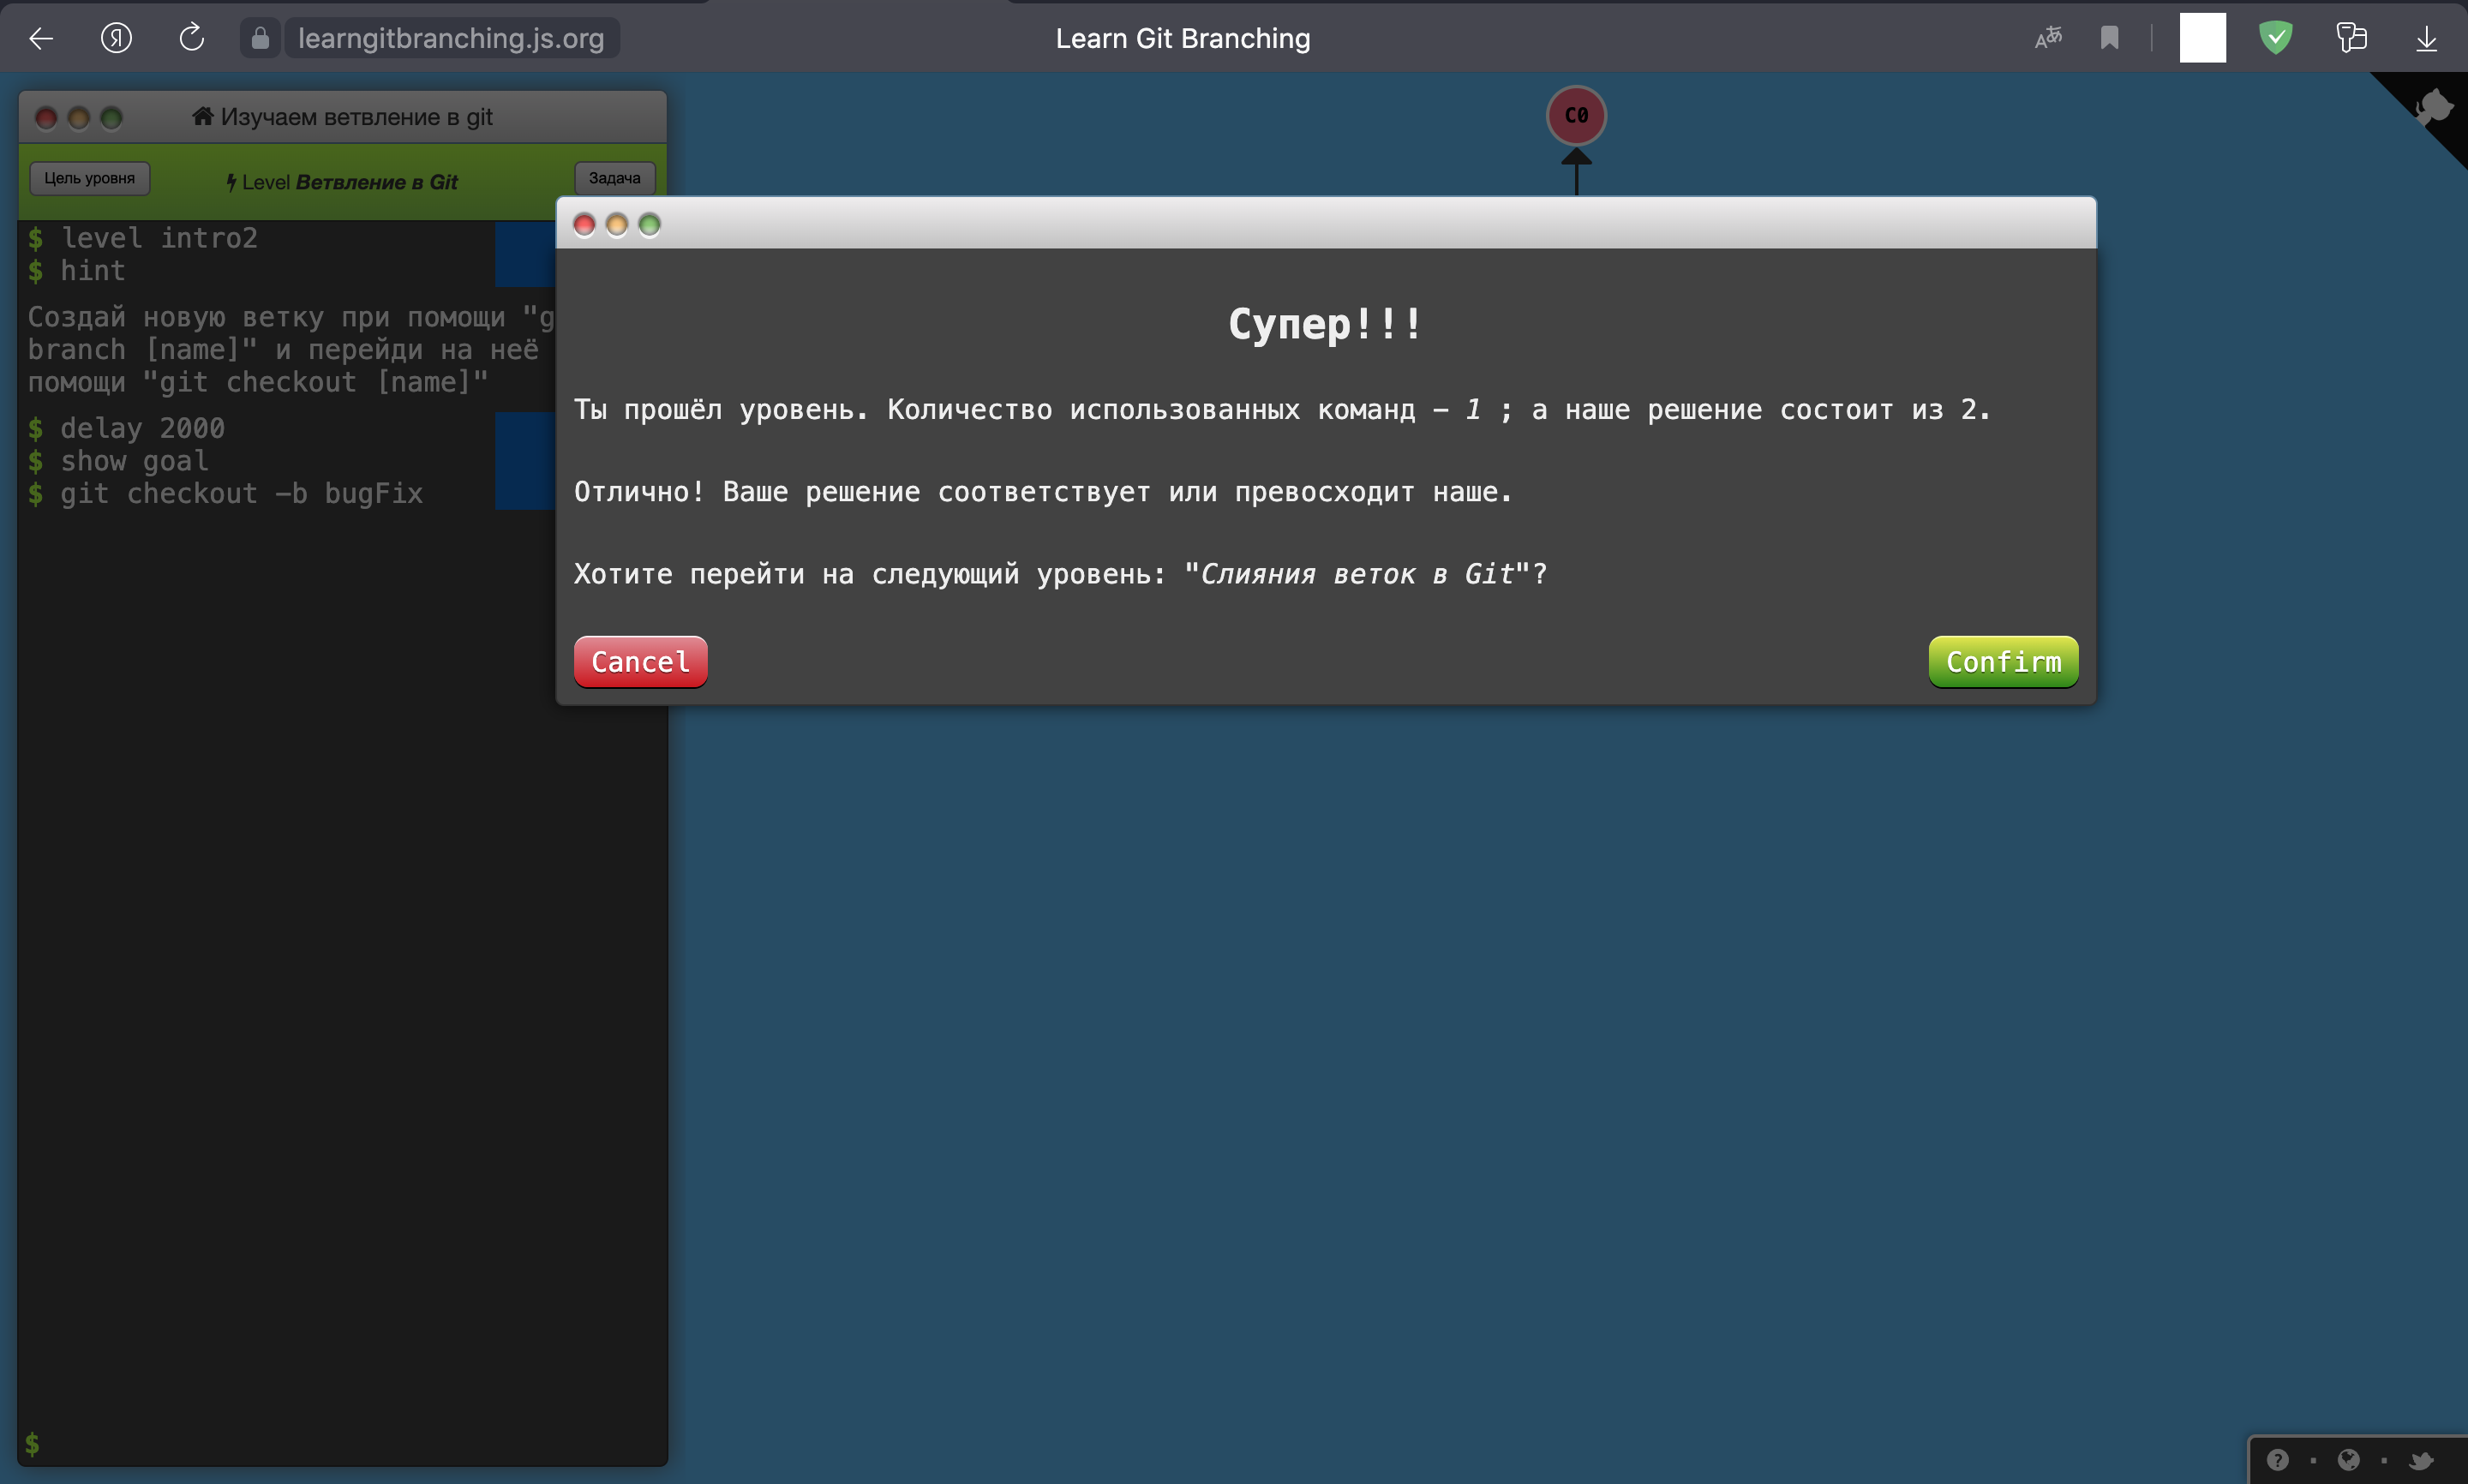 Я
learngitbranching.js.org
Learn Git Branching
Aあ
Изучаем ветвление в git
Цель уровня
Level Ветвление в Git
Задача
C0
$ level intro2
$ hint
Создай новую ветку при помощи "g
branch [name]" и перейди на неё
помощи "git checkout [name]"
$ delay 2000
$ show goal
$ git checkout -b bugFix
$
Супер!!!
Ты прошёл уровень. Количество использованных команд – 1 ; а наше решение состоит из 2.
Отлично! Ваше решение соответствует или превосходит наше.
Хотите перейти на следующий уровень: "Слияния веток в Git"?
Cancel
Confirm
?